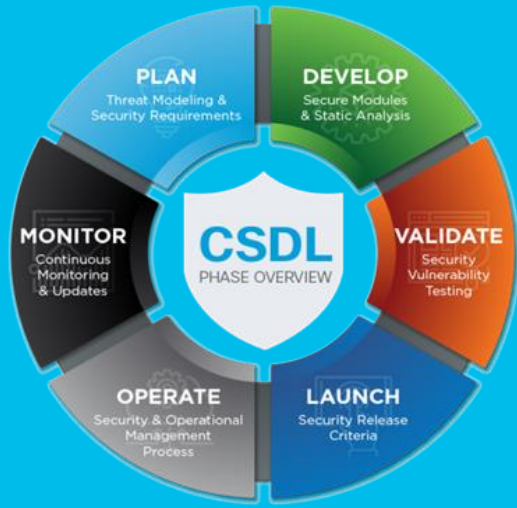 PLAN
Threat Modeling &
Security Requirements
DEVELOP
Secure Modules
& Static Analysis
VALIDATE
Security
Vulnerability
Testing
LAUNCH
Security Release
Criteria
OPERATE
Security & Operational
Management
Process
MONITOR
Continuous
Monitoring
& Updates
CSDL
PHASE OVERVIEW